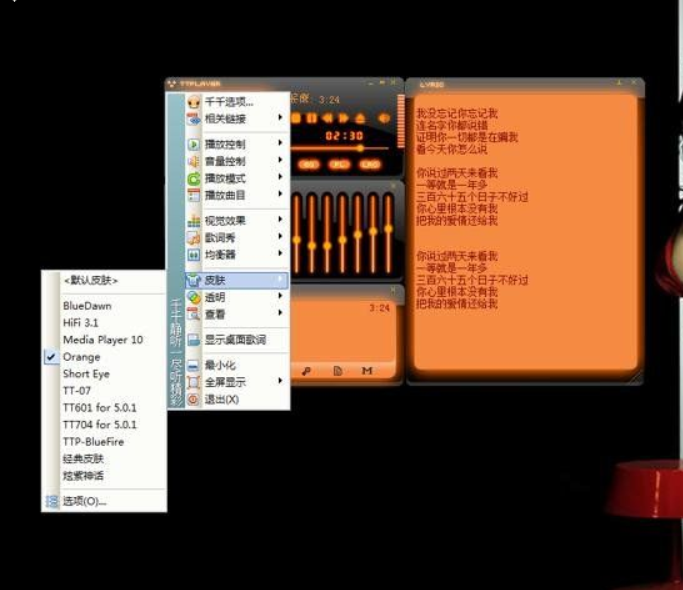 TTPLAYER
LYRIC
千千选项...
相关链接
播放控制
音量控制
播放模式
播放曲目
视觉效果
歌词秀
均衡器
皮肤
透明
查看
显示桌面歌词
最小化
全屏显示
退出(X)
千千静听一尽听精彩
<默认皮肤>
BlueDawn
HiFi 3.1
Media Player 10
Orange
Short Eye
TT-07
TT601 for 5.0.1
TT704 for 5.0.1
TTP-BlueFire
经典皮肤
炫紫神话
选项(O)...
3:24
02:30
3:24
我没忘记你忘记我
连名字你都说错
证明你一切都是在骗我
看今天你怎么说
你说过两天来看我
一等就是一年多
三百六十五个日子不好过
你心里根本没有我
把我的爱情还给我
你说过两天来看我
一等就是一年多
三百六十五个日子不好过
你心里根本没有我
把我的爱情还给我